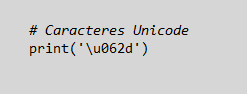 # Caracteres Unicode
print('\u062d')